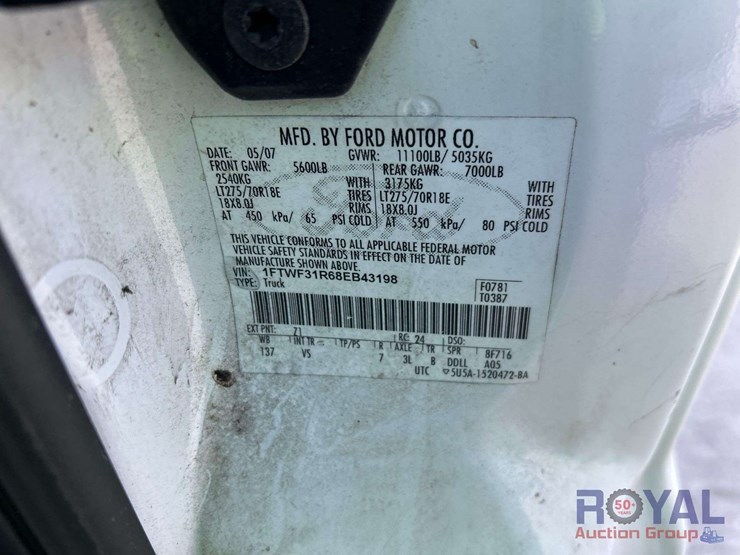 MFD. BY FORD MOTOR CO.
DATE: 05/07 GVWR: 11100LB/ 5035KG
FRONT GAWR: 5600LB REAR GAWR: 7000LB
2540KG WITH 3175KG WITH
LT275/70R18E TIRES LT275/70R18E TIRES
18X8.0J RIMS 18X8.0J RIMS
AT 450 kPa/ 65 PSI COLD AT 550 kPa/ 80 PSI COLD
THIS VEHICLE CONFORMS TO ALL APPLICABLE FEDERAL MOTOR
VEHICLE SAFETY STANDARDS IN EFFECT ON THE DATE OF
MANUFACTURE SHOWN ABOVE.
VIN: 1FTWF31R68EB43198
TYPE: Truck
F0781
T0387
EXT PNT: Z1 RC: 24 DSO:
WB INT TR TP/PS R AXLE TR SPR 8F716
137 VS 7 3L B DDLL A05
UTC 5U5A-1520472-BA
Ford
50+
YEARS
ROYAL
Auction Group